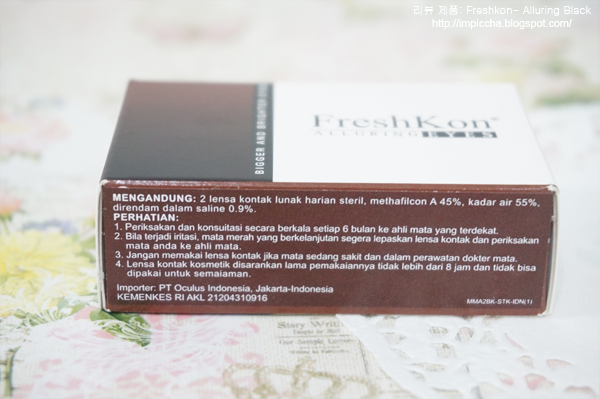 리뷰 제품: Freshkon- Alluring Black
http://impiccha.blogspot.com/
FreshKon®
ALLURING EYES
BIGGER AND BRIGHTER
MENGANDUNG: 2 lensa kontak lunak harian steril, methafilcon A 45%, kadar air 55%,
direndam dalam saline 0.9%.
PERHATIAN:
1. Periksakan dan konsuitasi secara berkala setiap 6 bulan ke ahli mata yang terdekat.
2. Bila terjadi iritasi, mata merah yang berkelanjutan segera lepaskan lensa kontak dan periksakan
mata anda ke ahli mata.
3. Jangan memakai lensa kontak jika mata sedang sakit dan dalam perawatan dokter mata.
4. Lensa kontak kosmetik disarankan lama pemakaiannya tidak lebih dari 8 jam dan tidak bisa
dipakai untuk semalaman.
Importer: PT Oculus Indonesia, Jakarta-Indonesia
KEMENKES RI AKL 21204310916
MMA2BK-STK-IDN(1)